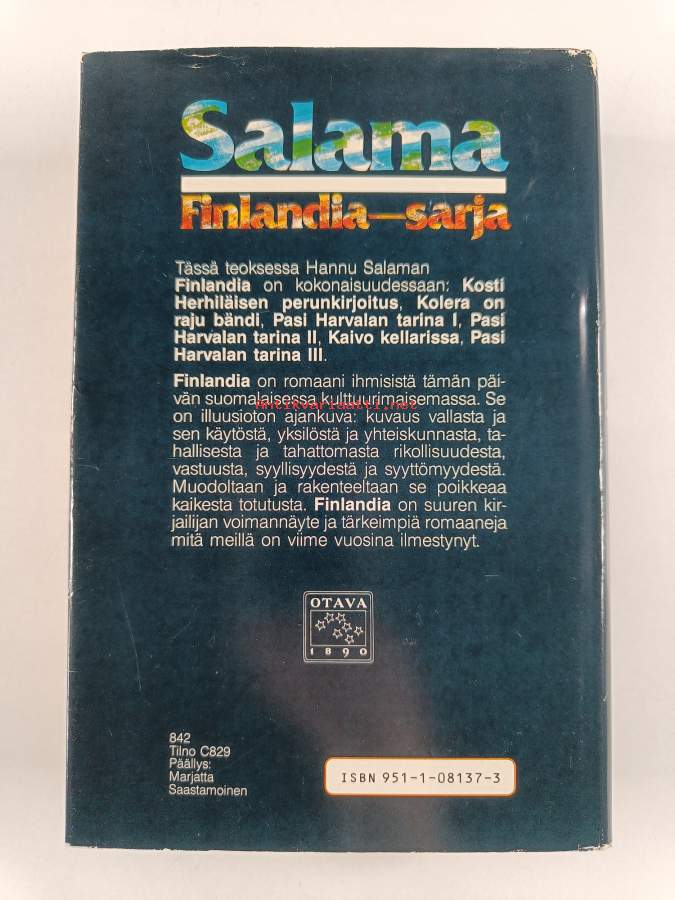 Salama
Finlandia—sarja
Tässä teoksessa Hannu Salaman
Finlandia on kokonaisuudessaan: Kosti
Herhiläisen perunkirjoitus, Kolera on
raju bändi, Pasi Harvalan tarina I, Pasi
Harvalan tarina II, Kaivo kellarissa, Pasi
Harvalan tarina III.
Finlandia on romaani ihmisistä tämän päi-
vän suomalaisessa kulttuurimaisemassa. Se
Antikvariaatti.net
on illuusioton ajankuva: kuvaus vallasta ja
sen käytöstä, yksilöstä ja yhteiskunnasta, ta-
hallisesta ja tahattomasta rikollisuudesta,
vastuusta, syyllisyydestä ja syyttömyydestä.
Muodoltaan ja rakenteeltaan se poikkeaa
kaikesta totutusta. Finlandia on suuren kir-
jailijan voimannäyte ja tärkeimpiä romaaneja
mitä meillä on viime vuosina ilmestynyt.
OTAVA
1890
842
Tilno C829
Päällys:
Marjatta
Saastamoinen
ISBN 951-1-08137-3